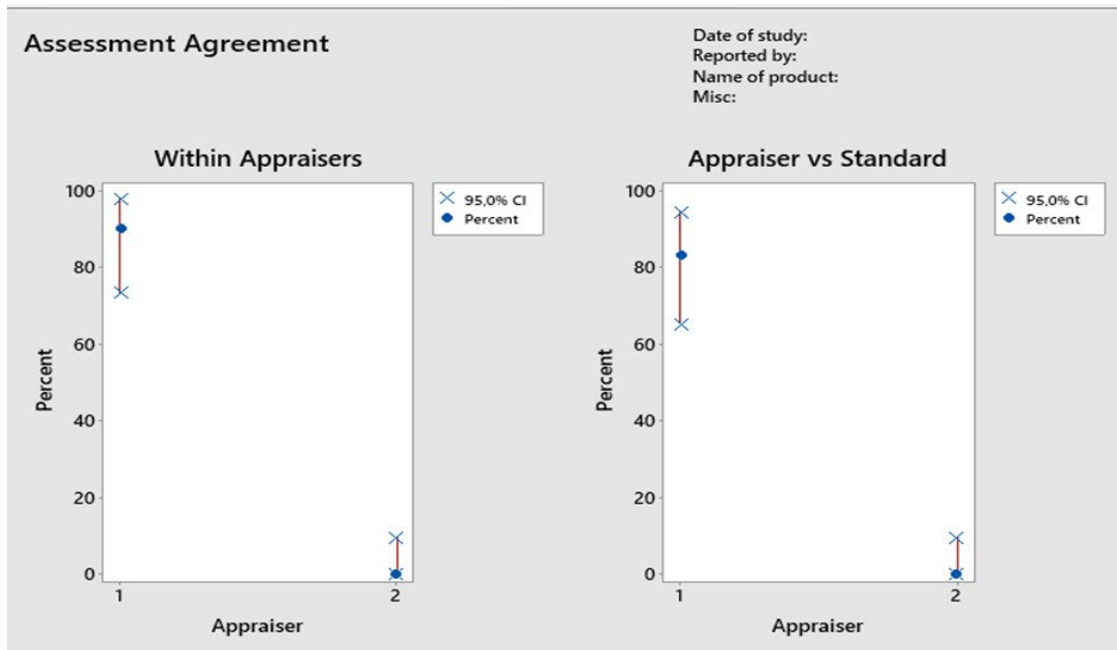 Assessment Agreement
Date of study:
Reported by:
Name of product:
Misc:
Within Appraisers
100
80
60
40
20
0
Percent
1
2
Appraiser
95,0% CI
Percent
Appraiser vs Standard
100
80
60
40
20
0
Percent
1
2
Appraiser
95,0% CI
Percent